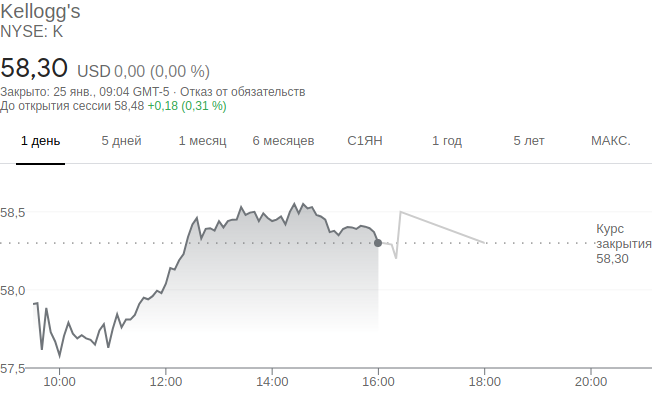 Kellogg's
NYSE: K
58,30 USD 0,00 (0,00 %)
Закрыто: 25 янв., 09:04 GMT-5 · Отказ от обязательств
До открытия сессии 58,48 +0,18 (0,31 %)
1 день 5 дней 1 месяц 6 месяцев С1ЯН 1 год 5 лет МАКС.
58,5
Курс
закрытия
58,30
58,0
57,5
10:00 12:00 14:00 16:00 18:00 20:00